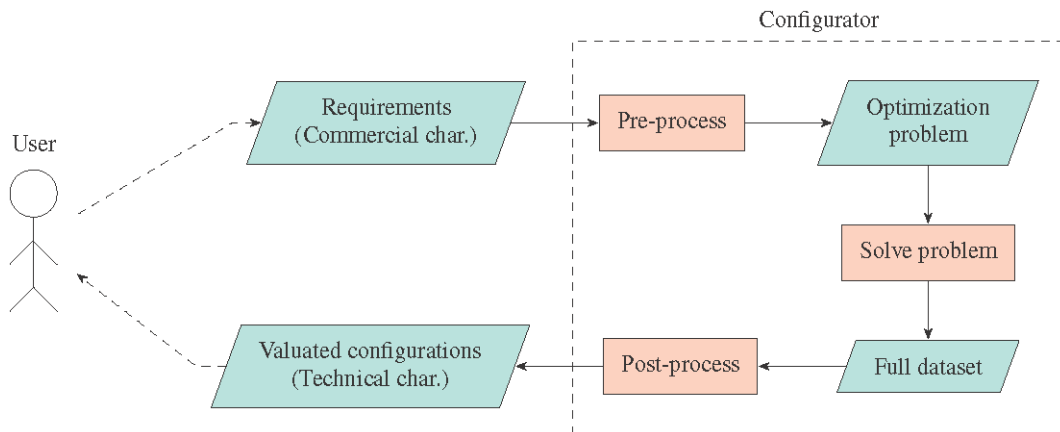 Configurator
Requirements
(Commercial char.)
Pre-process
Optimization
problem
User
Solve problem
Valuated configurations
(Technical char.)
Post-process
Full dataset